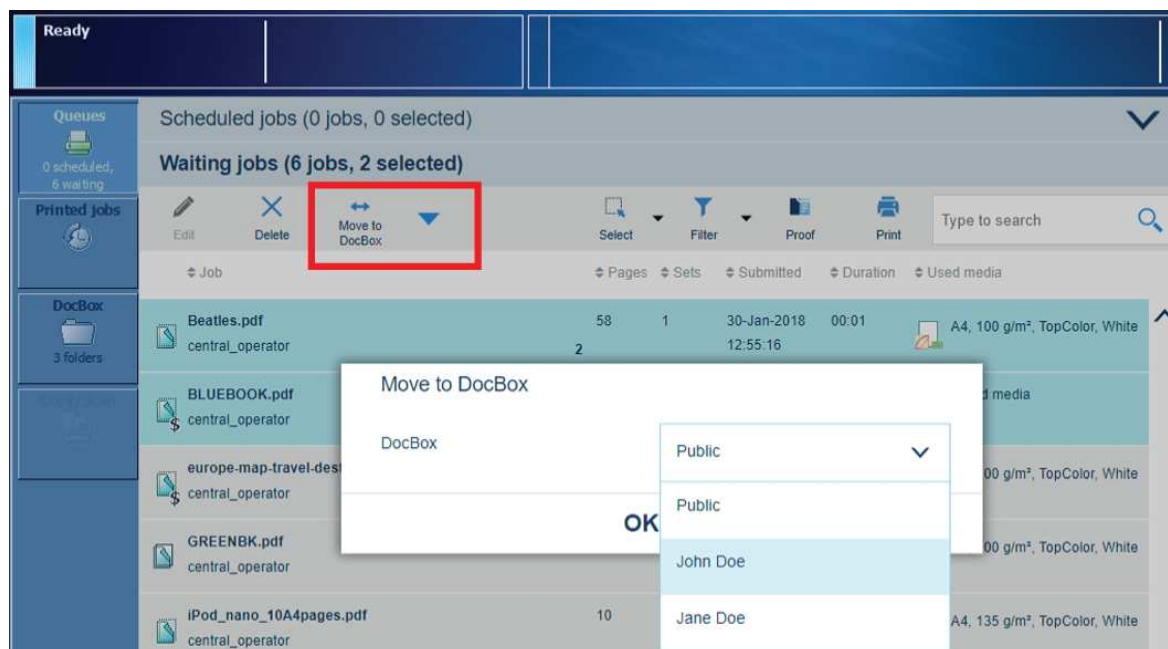 Ready
Queues
0 scheduled,
6 waiting
Printed jobs
DocBox
3 folders
Scheduled jobs (0 jobs, 0 selected)
Waiting jobs (6 jobs, 2 selected)
Edit
Delete
Move to
DocBox
Select
Filter
Proof
Print
Type to search
Job
Pages
Sets
Submitted
Duration
Used media
Beatles.pdf
central_operator
58
2
1
30-Jan-2018
12:55:16
00:01
A4, 100 g/m², TopColor, White
BLUEBOOK.pdf
central_operator
media
europe-map-travel-des
central_operator
00 g/m², TopColor, White
GREENBK.pdf
central_operator
00 g/m², TopColor, White
iPod_nano_10A4pages.pdf
central_operator
10
A4, 135 g/m², TopColor, White
Move to DocBox
DocBox
Public
OK
Public
John Doe
Jane Doe